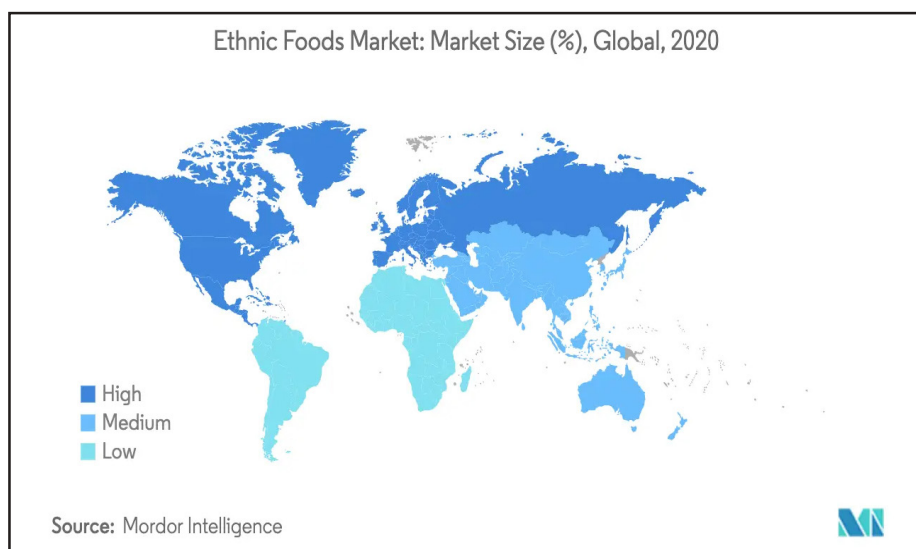 Ethnic Foods Market: Market Size (%), Global, 2020
High
Medium
Low
Source: Mordor Intelligence